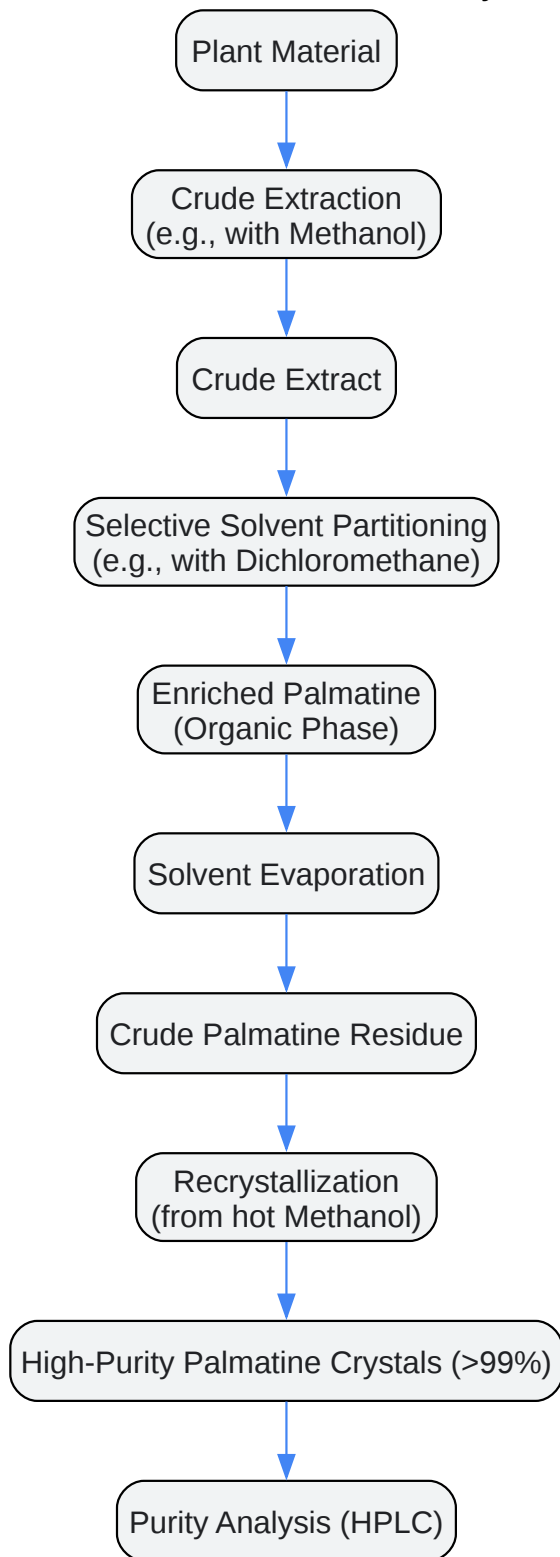 Plant Material
Crude Extraction
(e.g., with Methanol)
Crude Extract
Selective Solvent Partitioning
(e.g., with Dichloromethane)
Enriched Palmatine
(Organic Phase)
Solvent Evaporation
Crude Palmatine Residue
Recrystallization
(from hot Methanol)
High-Purity Palmatine Crystals (>99%)
Purity Analysis (HPLC)